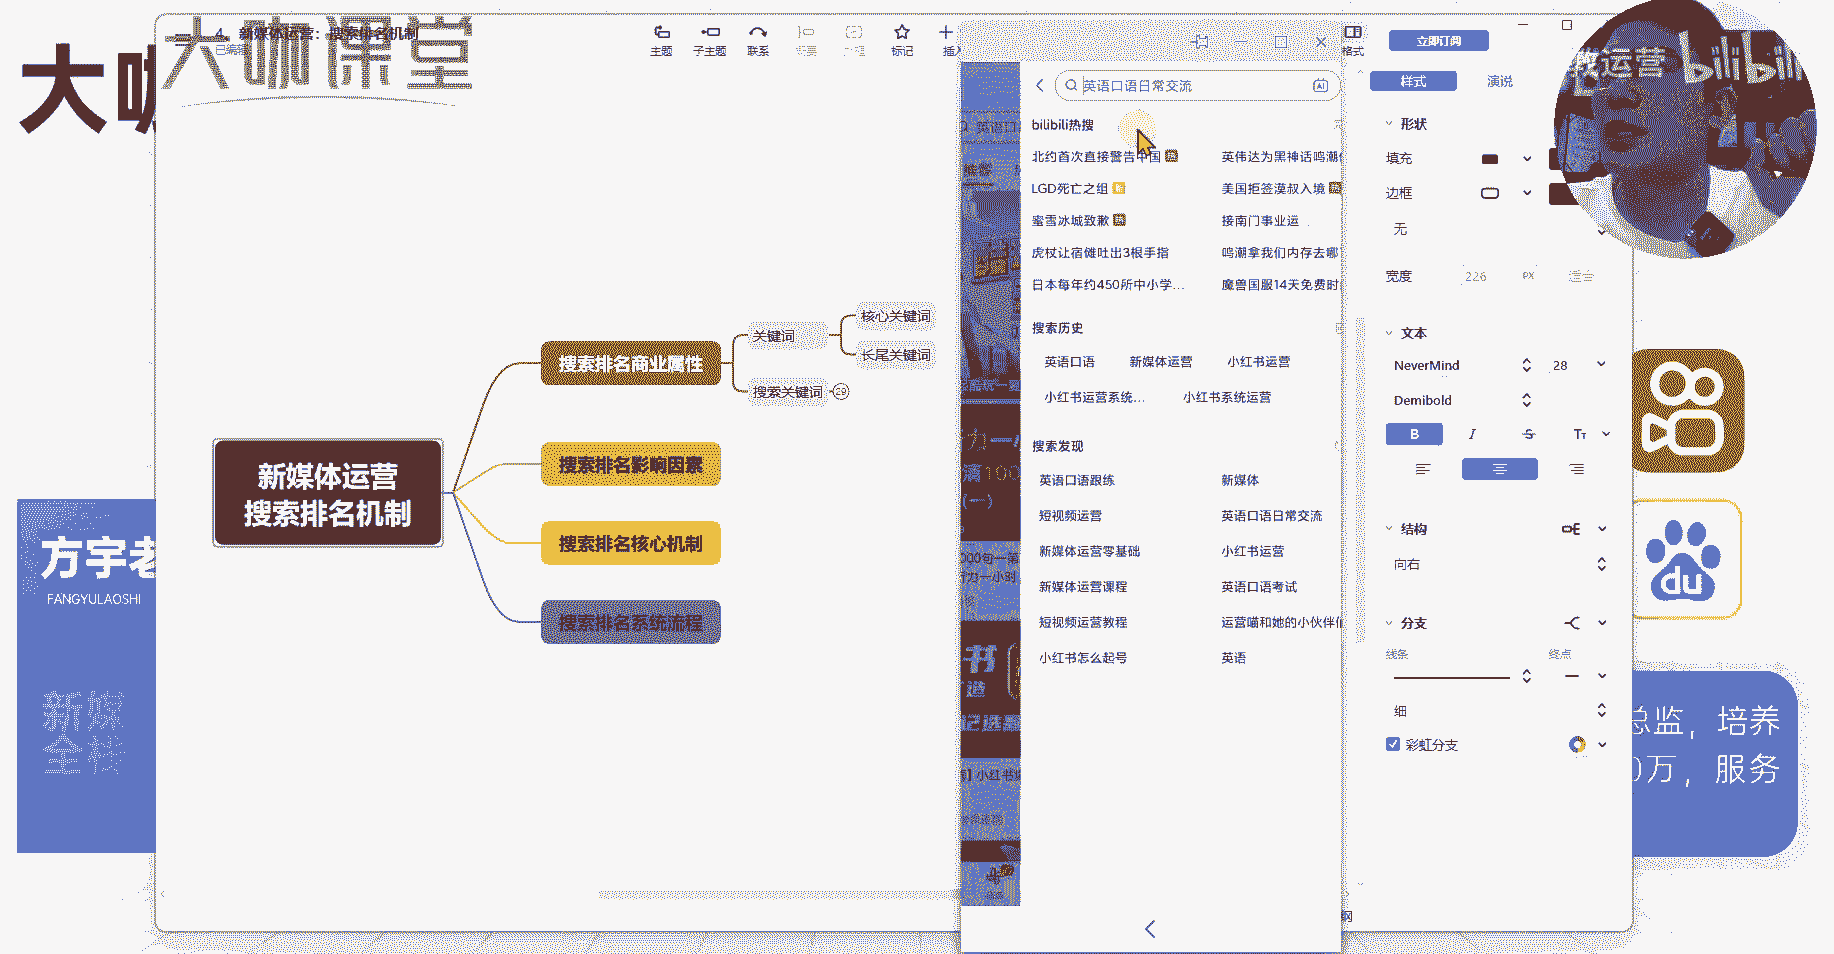 大咖课堂
4. 新媒体运营：搜索排名机制
已编辑
主题
子主题
联系
标记
格式
立即订阅
样式
演说
形状
填充
边框
无
宽度
226
PX
文本
NeverMind
28
Demibold
B
I
S
Tт
结构
向右
分支
线条
终点
细
彩虹分支
新媒体运营
搜索排名机制
搜索排名商业属性
搜索排名影响因素
搜索排名核心机制
搜索排名系统流程
关键词
搜索关键词
29
核心关键词
长尾关键词
英语口语日常交流
bilibili热搜
北约首次直接警告中国 热
英伟达为黑神话鸣潮
LGD死亡之组
美国拒签漠叔入境 热
蜜雪冰城致歉 热
接南门事业运
虎杖让宿傩吐出3根手指
鸣潮拿我们内存去哪
日本每年约450所中小学...
魔兽国服14天免费时
搜索历史
英语口语
新媒体运营
小红书运营
小红书运营系统...
小红书系统运营
搜索发现
英语口语跟练
新媒体
短视频运营
英语口语日常交流
新媒体运营零基础
小红书运营
新媒体运营课程
英语口语考试
短视频运营教程
运营喵和她的小伙伴们
小红书怎么起号
英语
大咖
方宇老
FANGYULAOSHI
新媒
全栈
总监，培养
0万，服务
du
bilibili